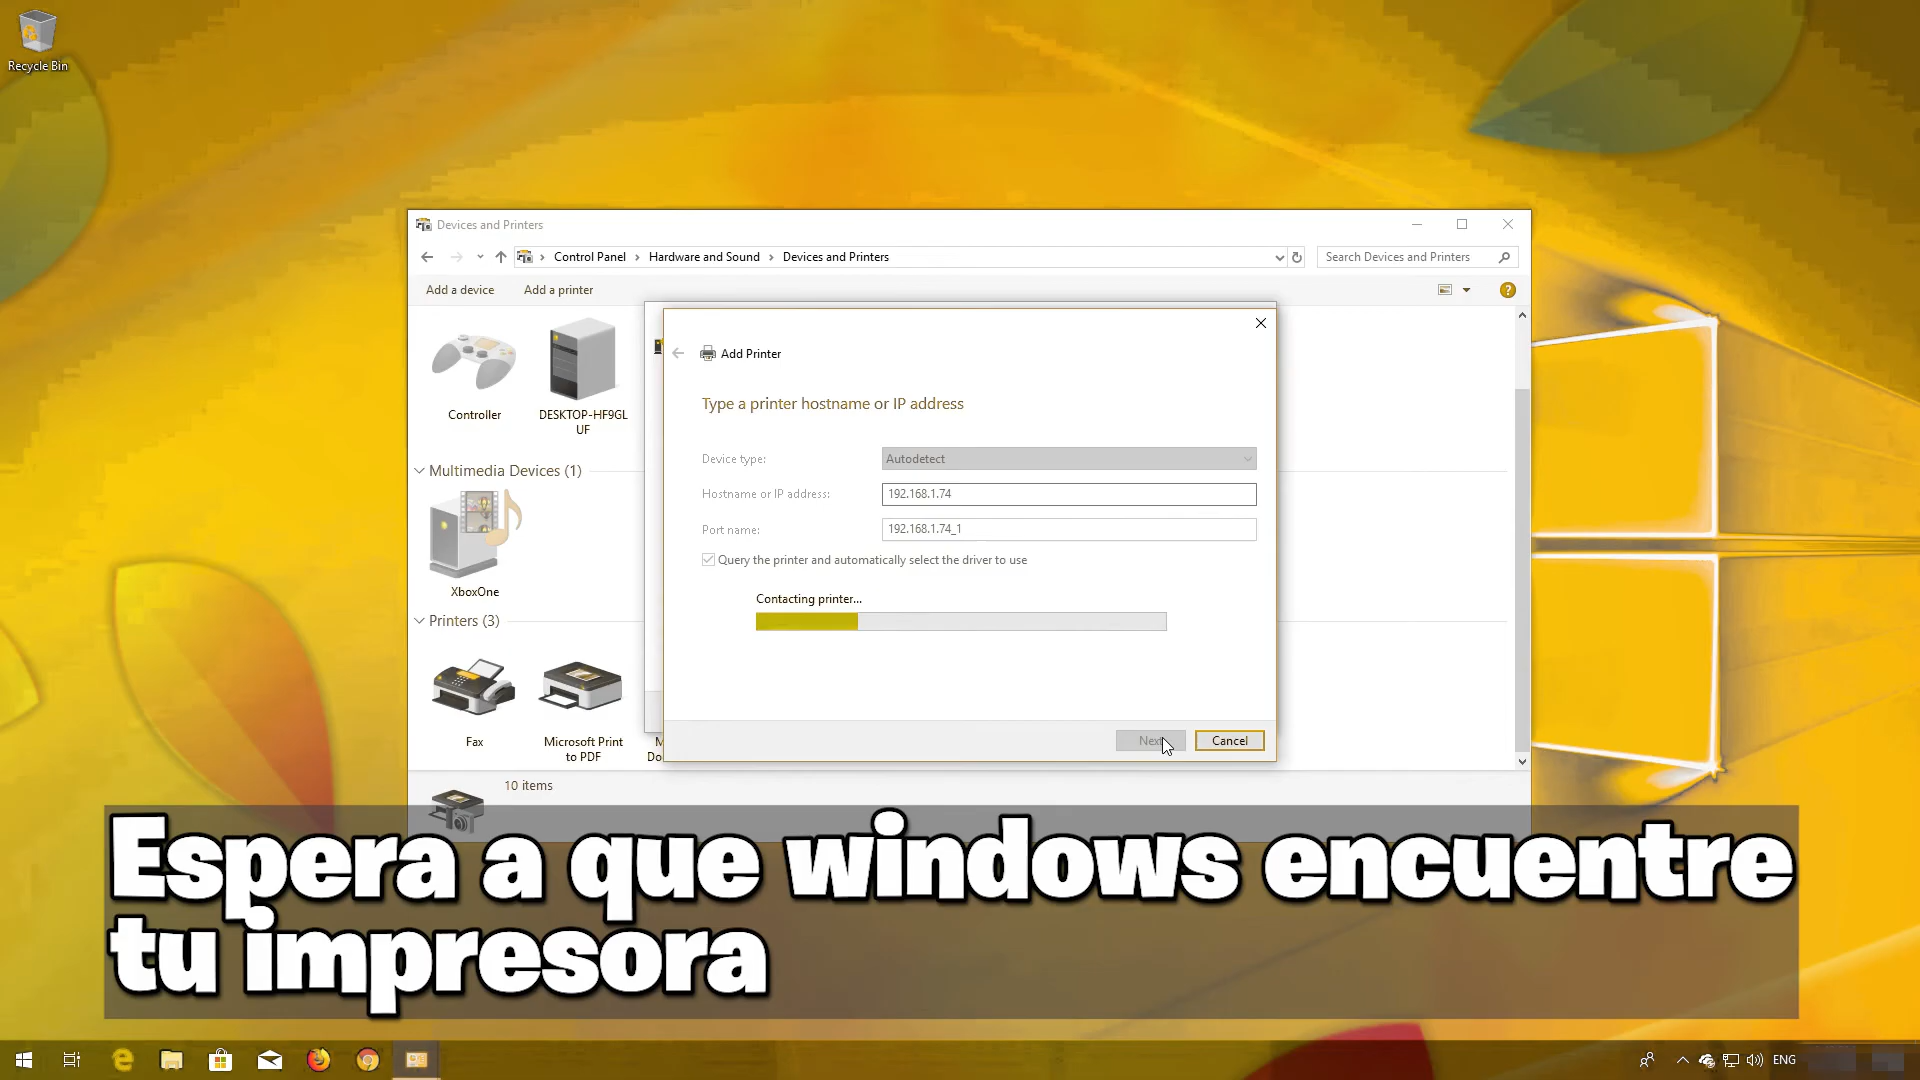 Recycle Bin
Devices and Printers
Control Panel
Hardware and Sound
Devices and Printers
Search Devices and Printers
Add a device
Add a printer
?
Add Printer
Type a printer hostname or IP address
Controller
DESKTOP-HF9GL
UF
Device type:
Autodetect
Multimedia Devices (1)
Hostname or IP address:
192.168.1.74
Port name:
192.168.1.74_1
Query the printer and automatically select the driver to use
XboxOne
Contacting printer...
Printers (3)
Fax
Microsoft Print
to PDF
M
Do
Next
Cancel
10 items
Espera a que windows encuentre
tu impresora
ENG